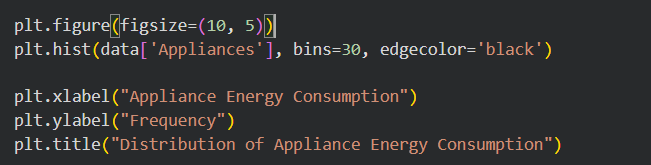 plt.figure(figsize=(10, 5))
plt.hist(data['Appliances'], bins=30, edgecolor='black')
plt.xlabel("Appliance Energy Consumption")
plt.ylabel("Frequency")
plt.title("Distribution of Appliance Energy Consumption")